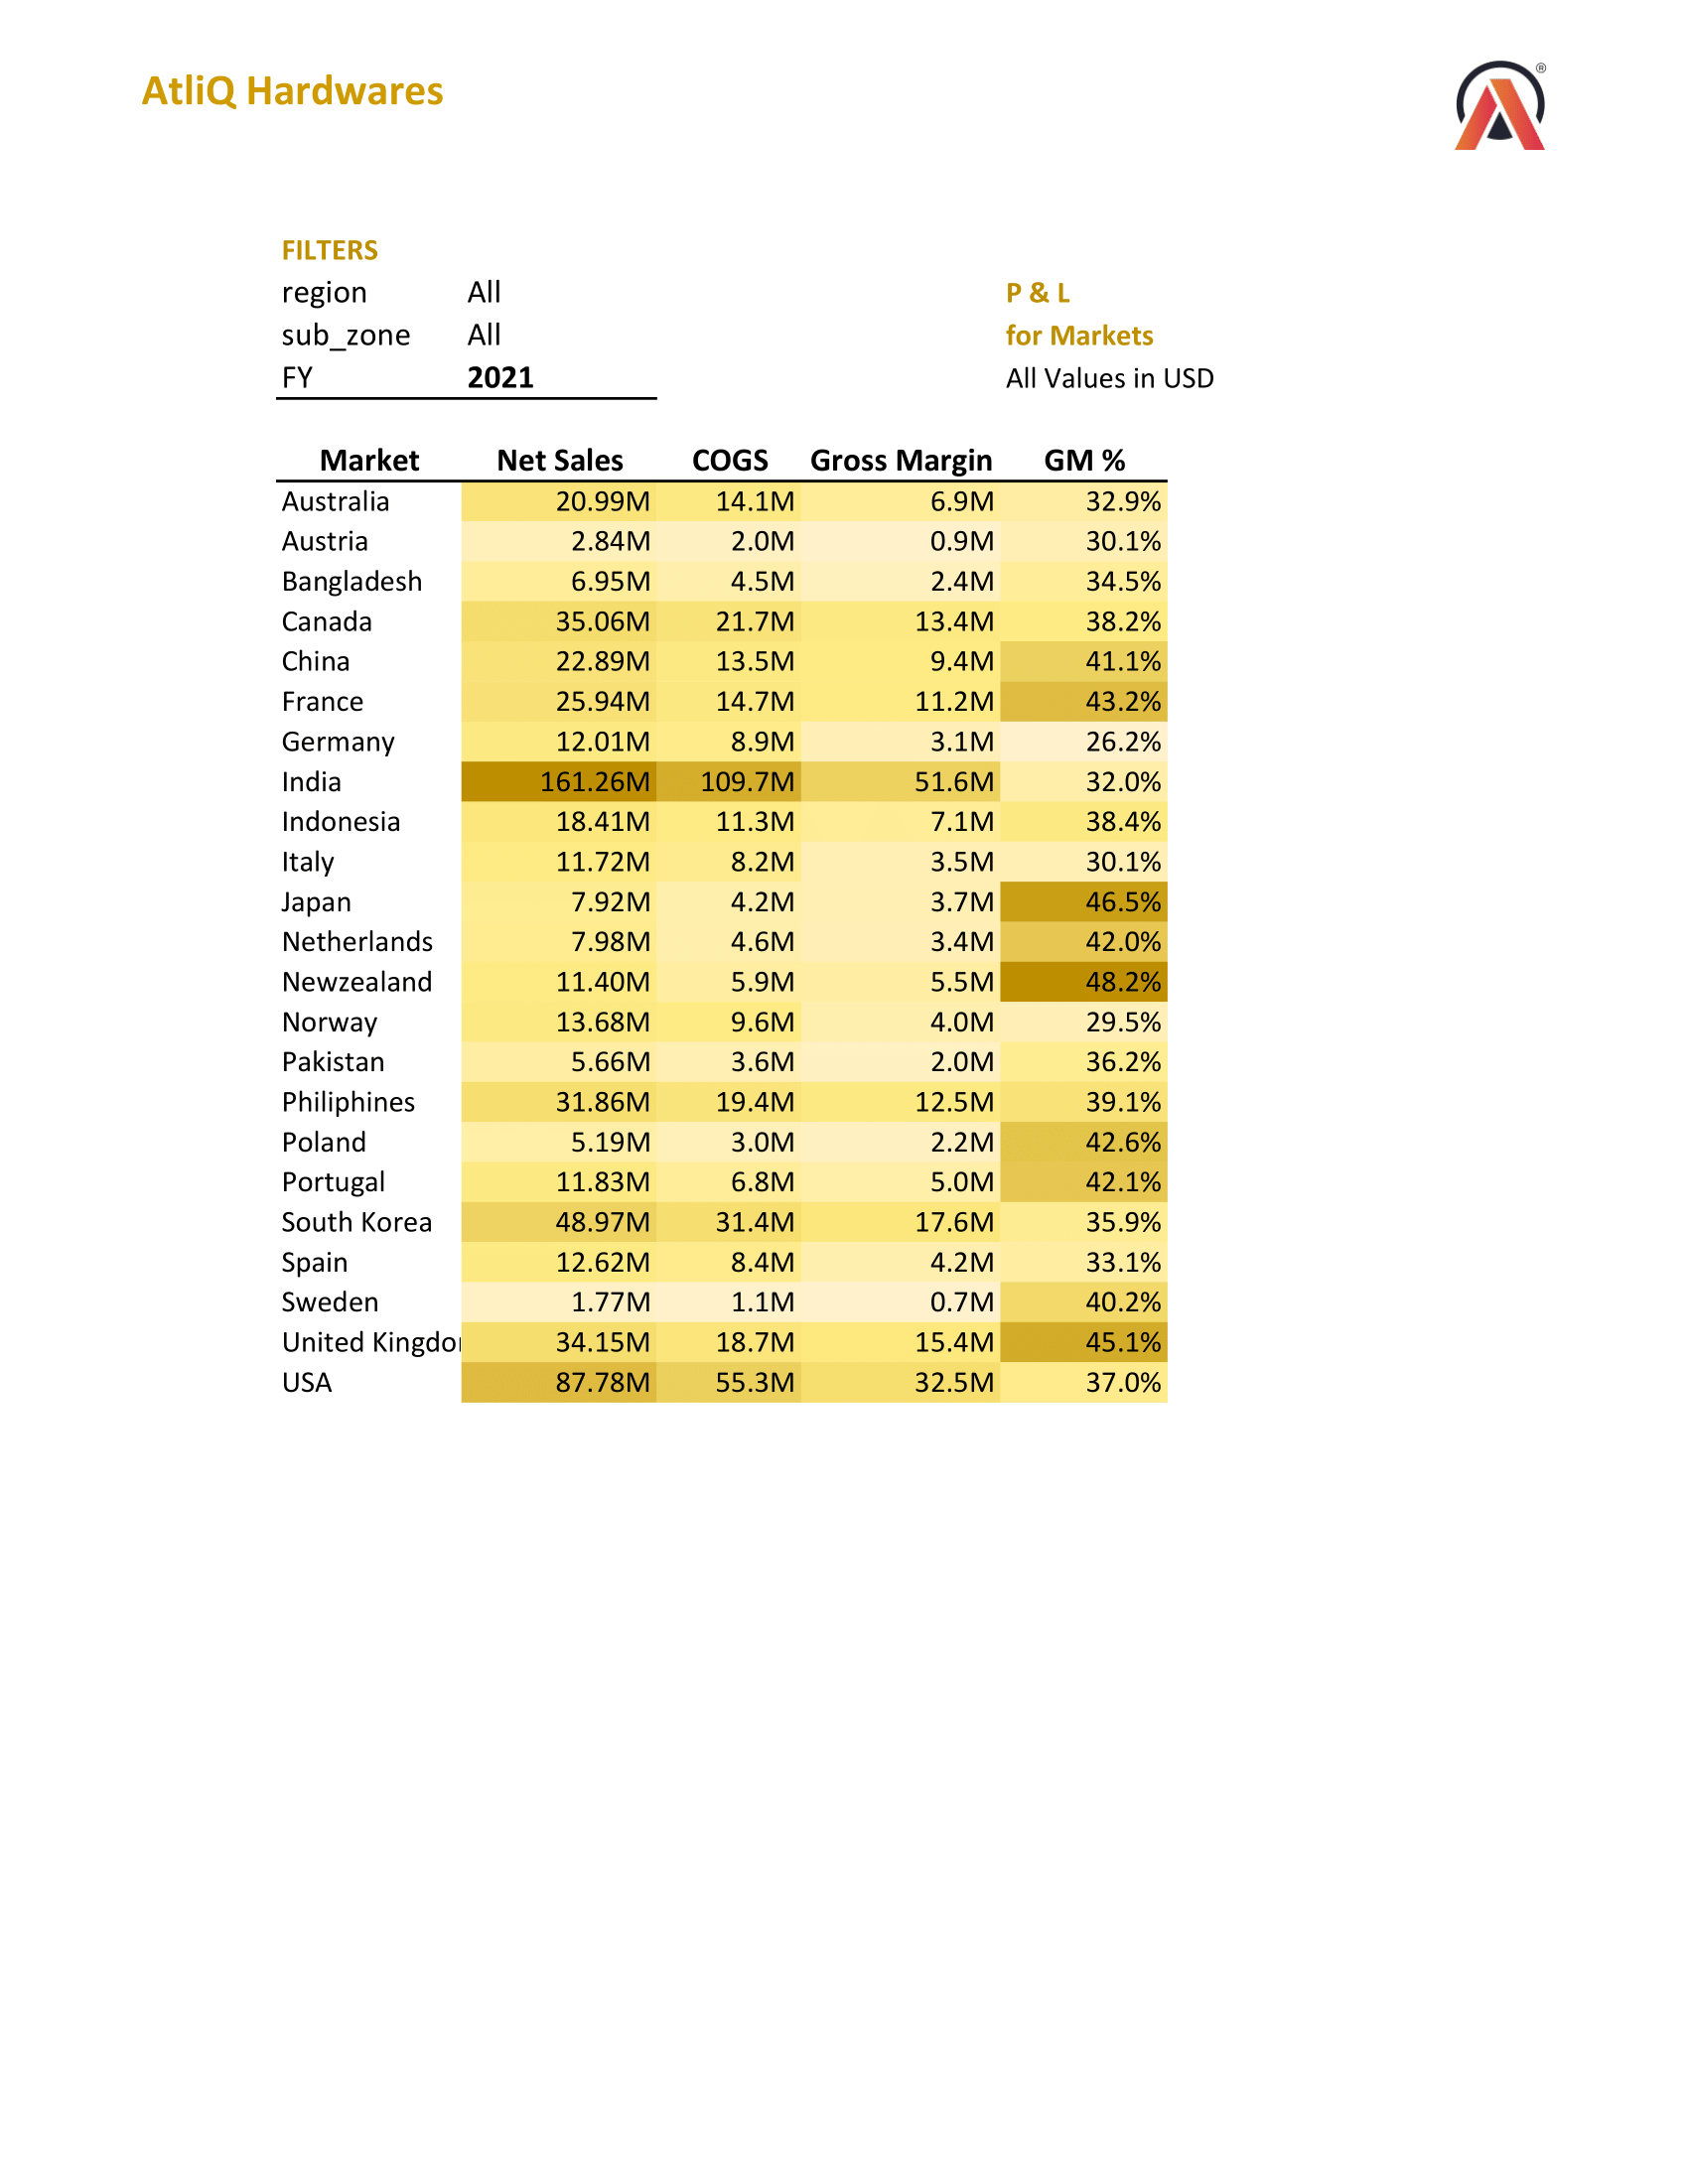 AtliQ Hardwares
®
FILTERS
region All
P & L
sub_zone All
for Markets
FY 2021
All Values in USD
Market Net Sales COGS Gross Margin GM %
Australia 20.99M 14.1M 6.9M 32.9%
Austria 2.84M 2.0M 0.9M 30.1%
Bangladesh 6.95M 4.5M 2.4M 34.5%
Canada 35.06M 21.7M 13.4M 38.2%
China 22.89M 13.5M 9.4M 41.1%
France 25.94M 14.7M 11.2M 43.2%
Germany 12.01M 8.9M 3.1M 26.2%
India 161.26M 109.7M 51.6M 32.0%
Indonesia 18.41M 11.3M 7.1M 38.4%
Italy 11.72M 8.2M 3.5M 30.1%
Japan 7.92M 4.2M 3.7M 46.5%
Netherlands 7.98M 4.6M 3.4M 42.0%
Newzealand 11.40M 5.9M 5.5M 48.2%
Norway 13.68M 9.6M 4.0M 29.5%
Pakistan 5.66M 3.6M 2.0M 36.2%
Philiphines 31.86M 19.4M 12.5M 39.1%
Poland 5.19M 3.0M 2.2M 42.6%
Portugal 11.83M 6.8M 5.0M 42.1%
South Korea 48.97M 31.4M 17.6M 35.9%
Spain 12.62M 8.4M 4.2M 33.1%
Sweden 1.77M 1.1M 0.7M 40.2%
United Kingdo 34.15M 18.7M 15.4M 45.1%
USA 87.78M 55.3M 32.5M 37.0%